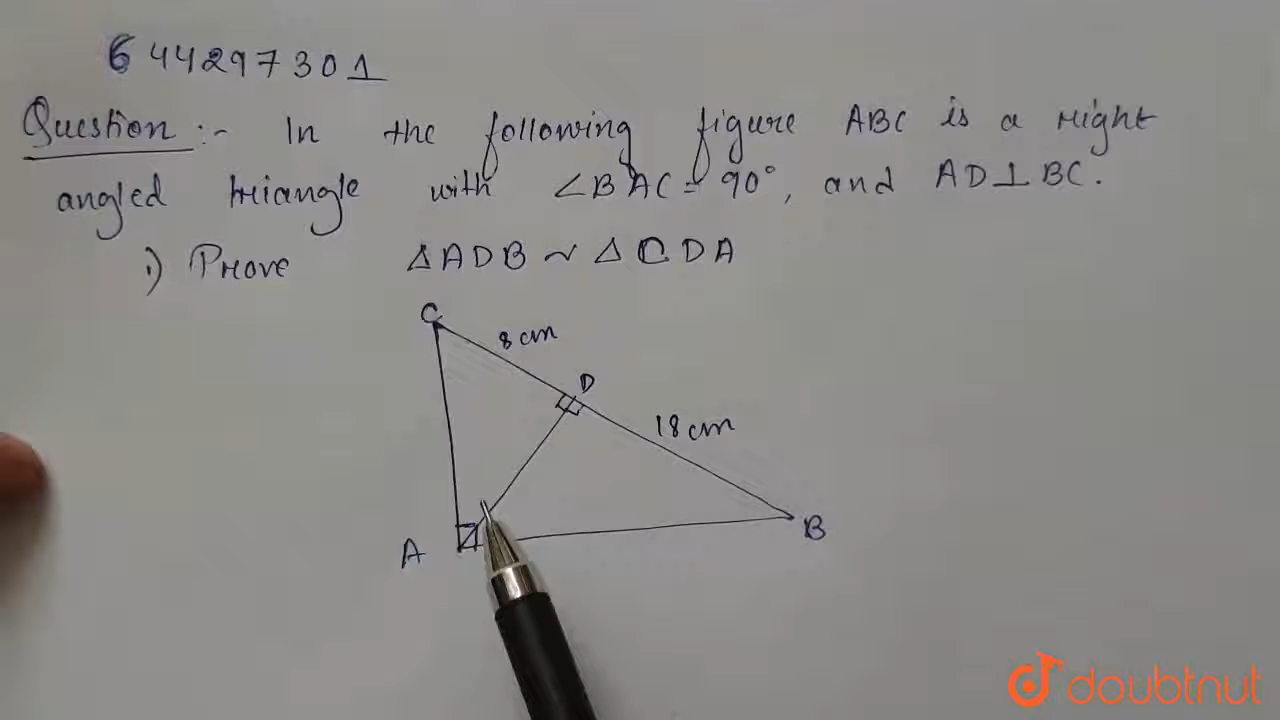 644297301
Question :- In the following figure ABC is a right
angled triangle with ∠BAC = 90°, and AD⊥BC.
i) Prove ΔADB ~ ΔCDA
C
8 cm
D
18 cm
A
B
doubtnut